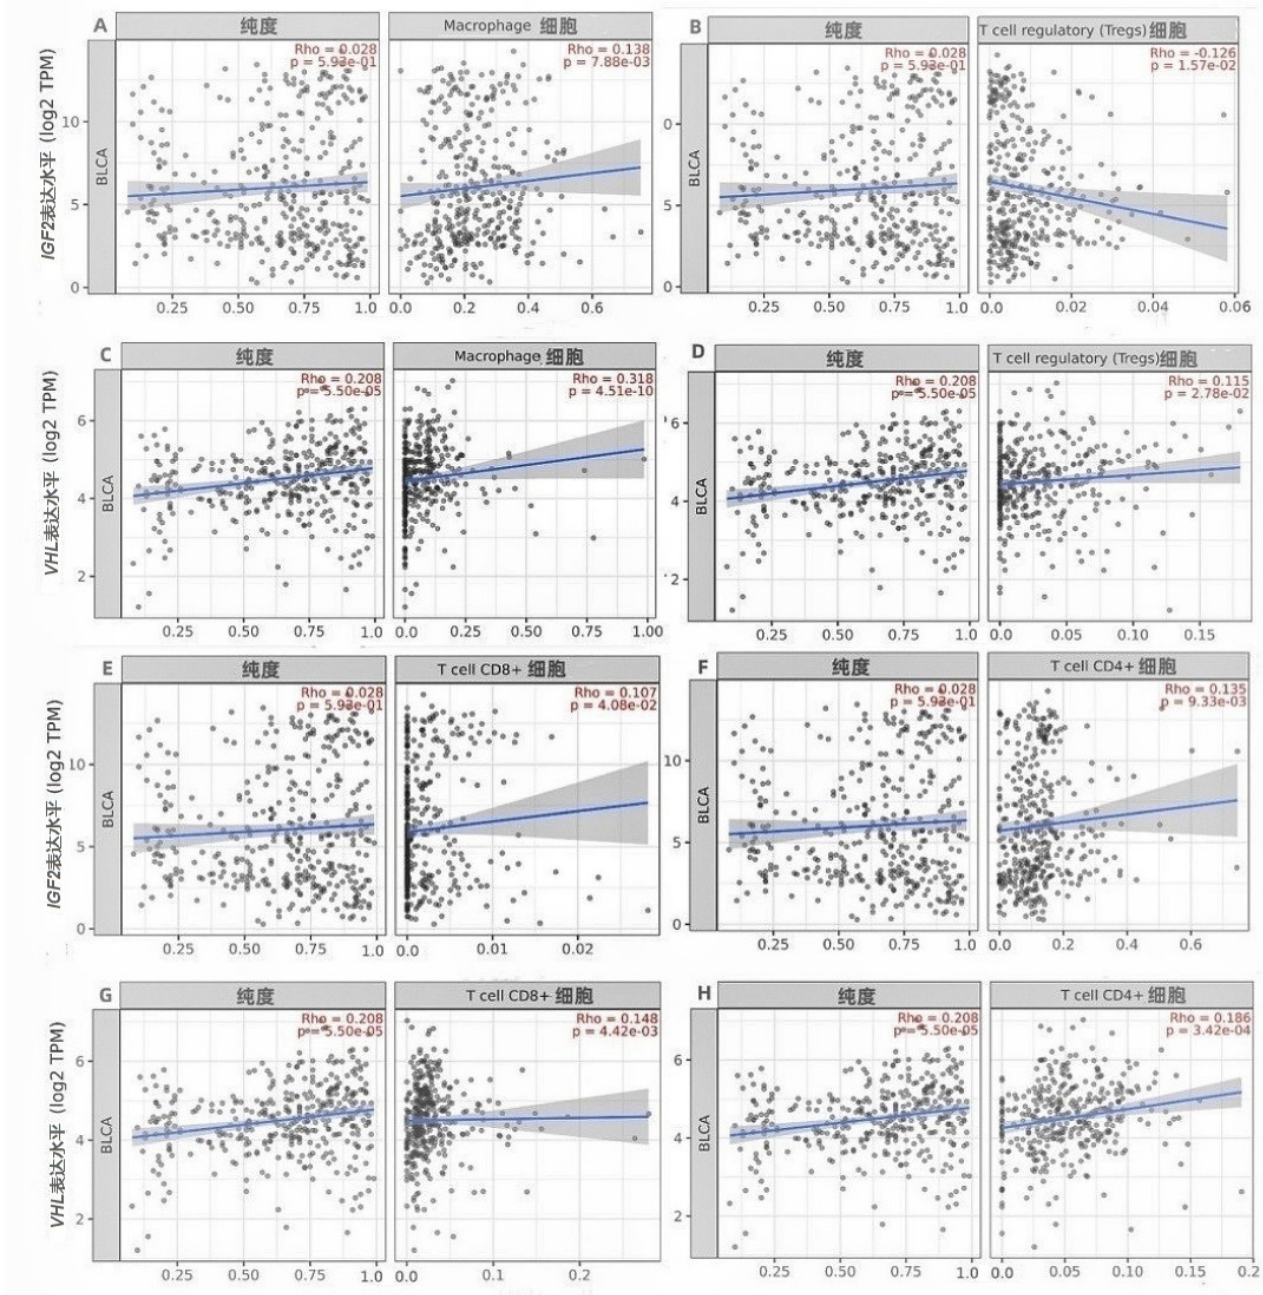 A
纯度
Macrophage 细胞
Rho = 0.028
p = 5.93e-01
Rho = 0.138
p = 7.88e-03
IGF2表达水平 (log2 TPM)
BLCA
10
5
0
0.25 0.50 0.75 1.0
0.0 0.2 0.4 0.6
B
纯度
T cell regulatory (Tregs)细胞
Rho = 0.028
p = 5.93e-01
Rho = -0.126
p = 1.57e-02
BLCA
0
5
0
0.25 0.50 0.75 1.0
0.0 0.02 0.04 0.06
C
纯度
Macrophage 细胞
Rho = 0.208
p = 5.50e-05
Rho = 0.318
p = 4.51e-10
VHL表达水平 (log2 TPM)
BLCA
6
4
2
0.25 0.50 0.75 1.0
0.0 0.25 0.50 0.75 1.00
D
纯度
T cell regulatory (Tregs)细胞
Rho = 0.208
p = 5.50e-05
Rho = 0.115
p = 2.78e-02
BLCA
6
4
2
0.25 0.50 0.75 1.0
0.0 0.05 0.10 0.15
E
纯度
T cell CD8+ 细胞
Rho = 0.028
p = 5.93e-01
Rho = 0.107
p = 4.08e-02
IGF2表达水平 (log2 TPM)
BLCA
10
5
0
0.25 0.50 0.75 1.0
0.0 0.01 0.02
F
纯度
T cell CD4+ 细胞
Rho = 0.028
p = 5.93e-01
Rho = 0.135
p = 9.33e-03
BLCA
10
5
0
0.25 0.50 0.75 1.0
0.0 0.2 0.4 0.6
G
纯度
T cell CD8+ 细胞
Rho = 0.208
p = 5.50e-05
Rho = 0.148
p = 4.42e-03
VHL表达水平 (log2 TPM)
BLCA
6
4
2
0.25 0.50 0.75 1.0
0.0 0.1 0.2
H
纯度
T cell CD4+ 细胞
Rho = 0.208
p = 5.50e-05
Rho = 0.186
p = 3.42e-04
BLCA
6
4
2
0.25 0.50 0.75 1.0
0.0 0.05 0.10 0.15 0.2